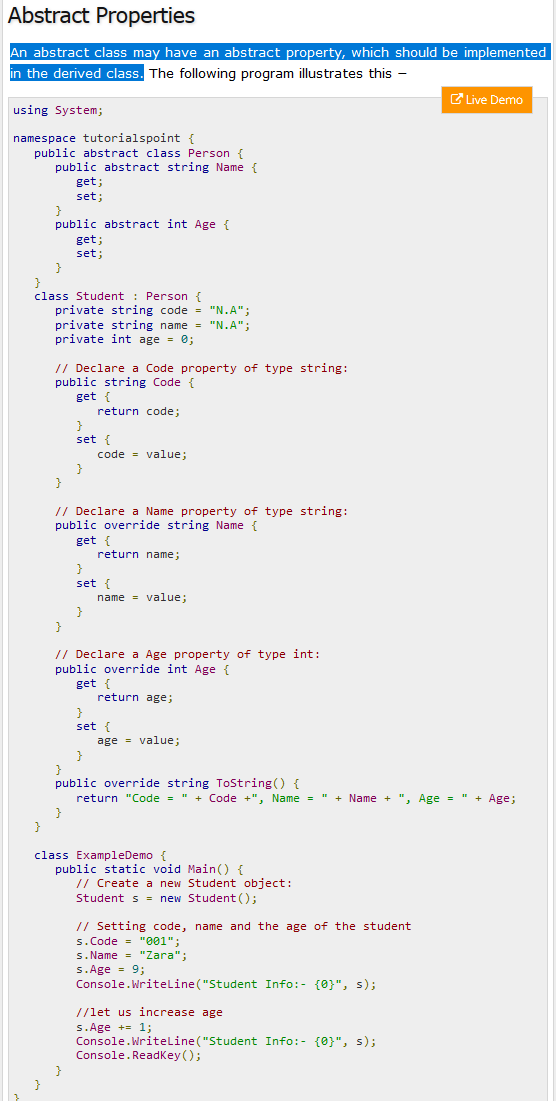 Abstract Properties
An abstract class may have an abstract property, which should be implemented
in the derived class. The following program illustrates this −
Live Demo
using System;

namespace tutorialspoint {
   public abstract class Person {
      public abstract string Name {
         get;
         set;
      }
      public abstract int Age {
         get;
         set;
      }
   }
   class Student : Person {
      private string code = "N.A";
      private string name = "N.A";
      private int age = 0;

      // Declare a Code property of type string:
      public string Code {
         get {
            return code;
         }
         set {
            code = value;
         }
      }

      // Declare a Name property of type string:
      public override string Name {
         get {
            return name;
         }
         set {
            name = value;
         }
      }

      // Declare a Age property of type int:
      public override int Age {
         get {
            return age;
         }
         set {
            age = value;
         }
      }
      public override string ToString() {
         return "Code = " + Code +", Name = " + Name + ", Age = " + Age;
      }
   }

   class ExampleDemo {
      public static void Main() {
         // Create a new Student object:
         Student s = new Student();

         // Setting code, name and the age of the student
         s.Code = "001";
         s.Name = "Zara";
         s.Age = 9;
         Console.WriteLine("Student Info:- {0}", s);

         //let us increase age
         s.Age += 1;
         Console.WriteLine("Student Info:- {0}", s);
         Console.ReadKey();
      }
   }
}